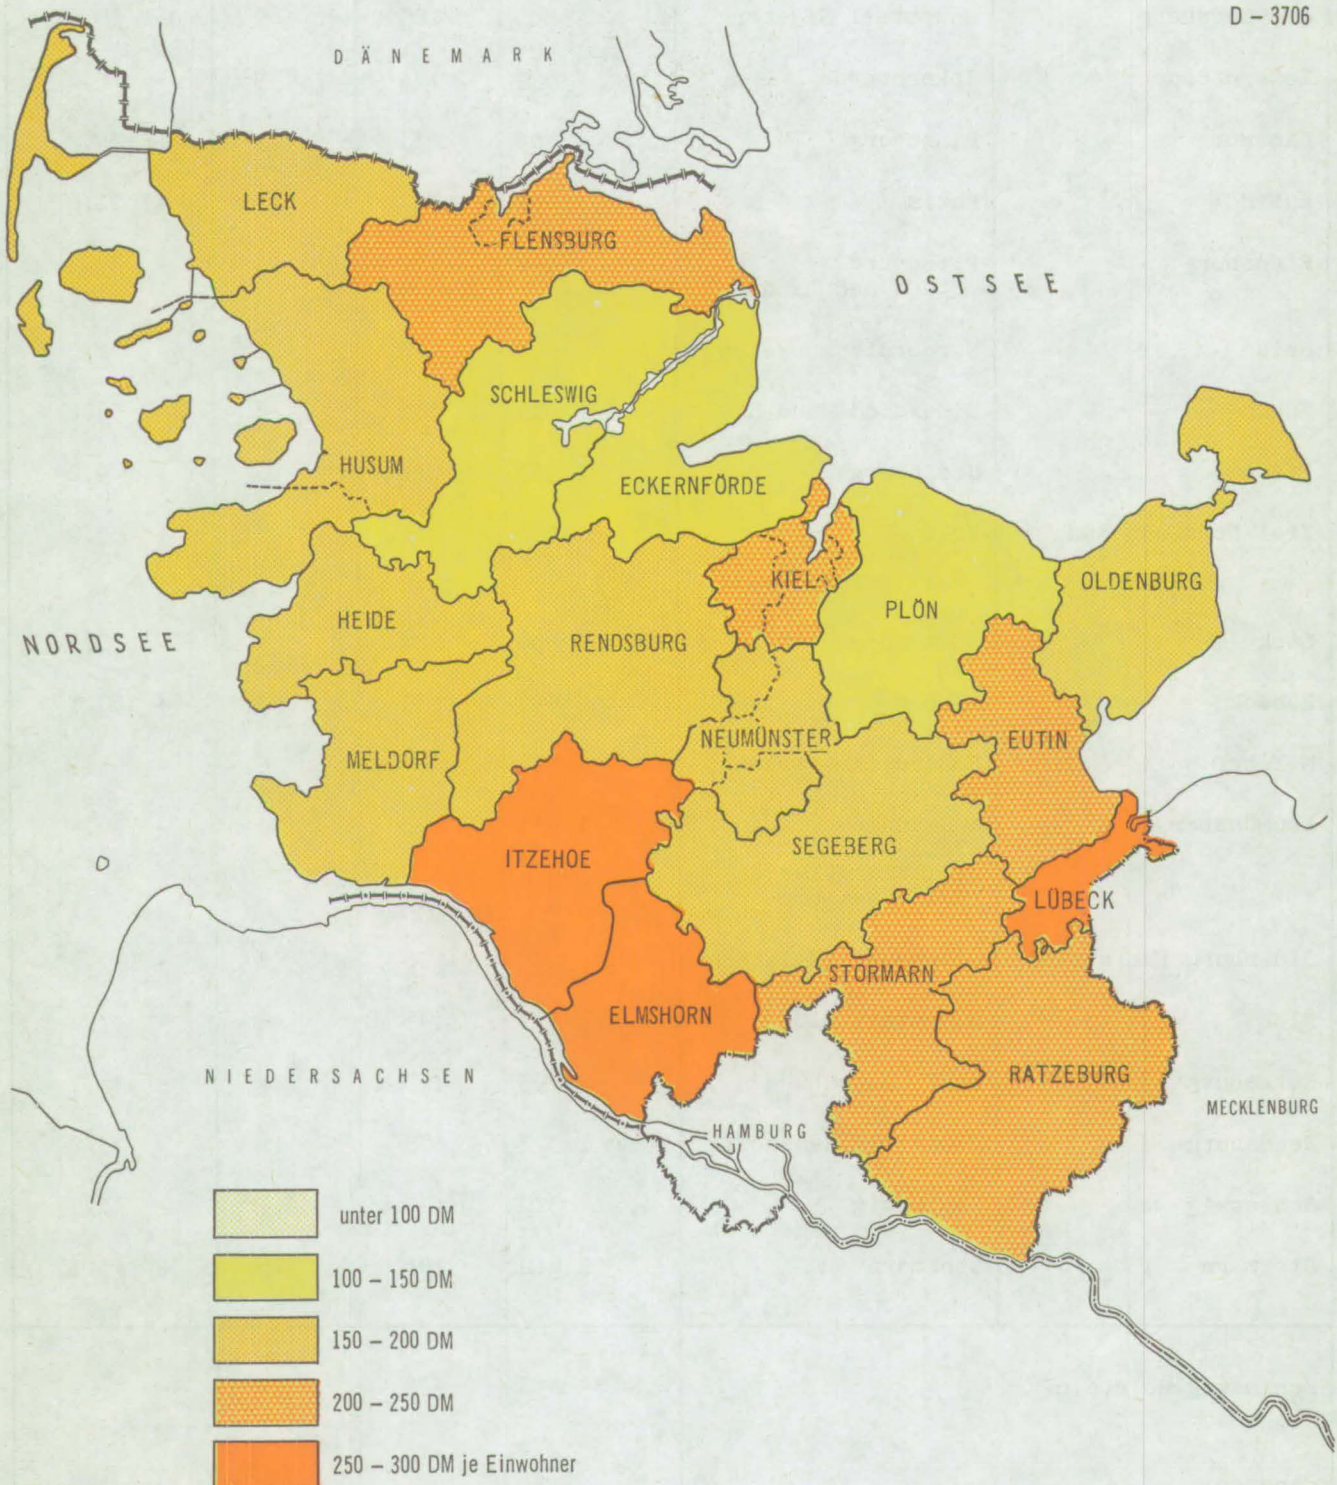 D – 3706
DÄNEMARK
LECK
FLENSBURG
OSTSEE
SCHLESWIG
HUSUM
ECKERNFÖRDE
KIEL
OLDENBURG
PLÖN
HEIDE
NORDSEE
RENDSBURG
NEUMÜNSTER
EUTIN
MELDORF
SEGEBERG
ITZEHOE
LÜBECK
STORMARN
ELMSHORN
RATZEBURG
NIEDERSACHSEN
MECKLENBURG
HAMBURG
unter 100 DM
100 – 150 DM
150 – 200 DM
200 – 250 DM
250 – 300 DM je Einwohner